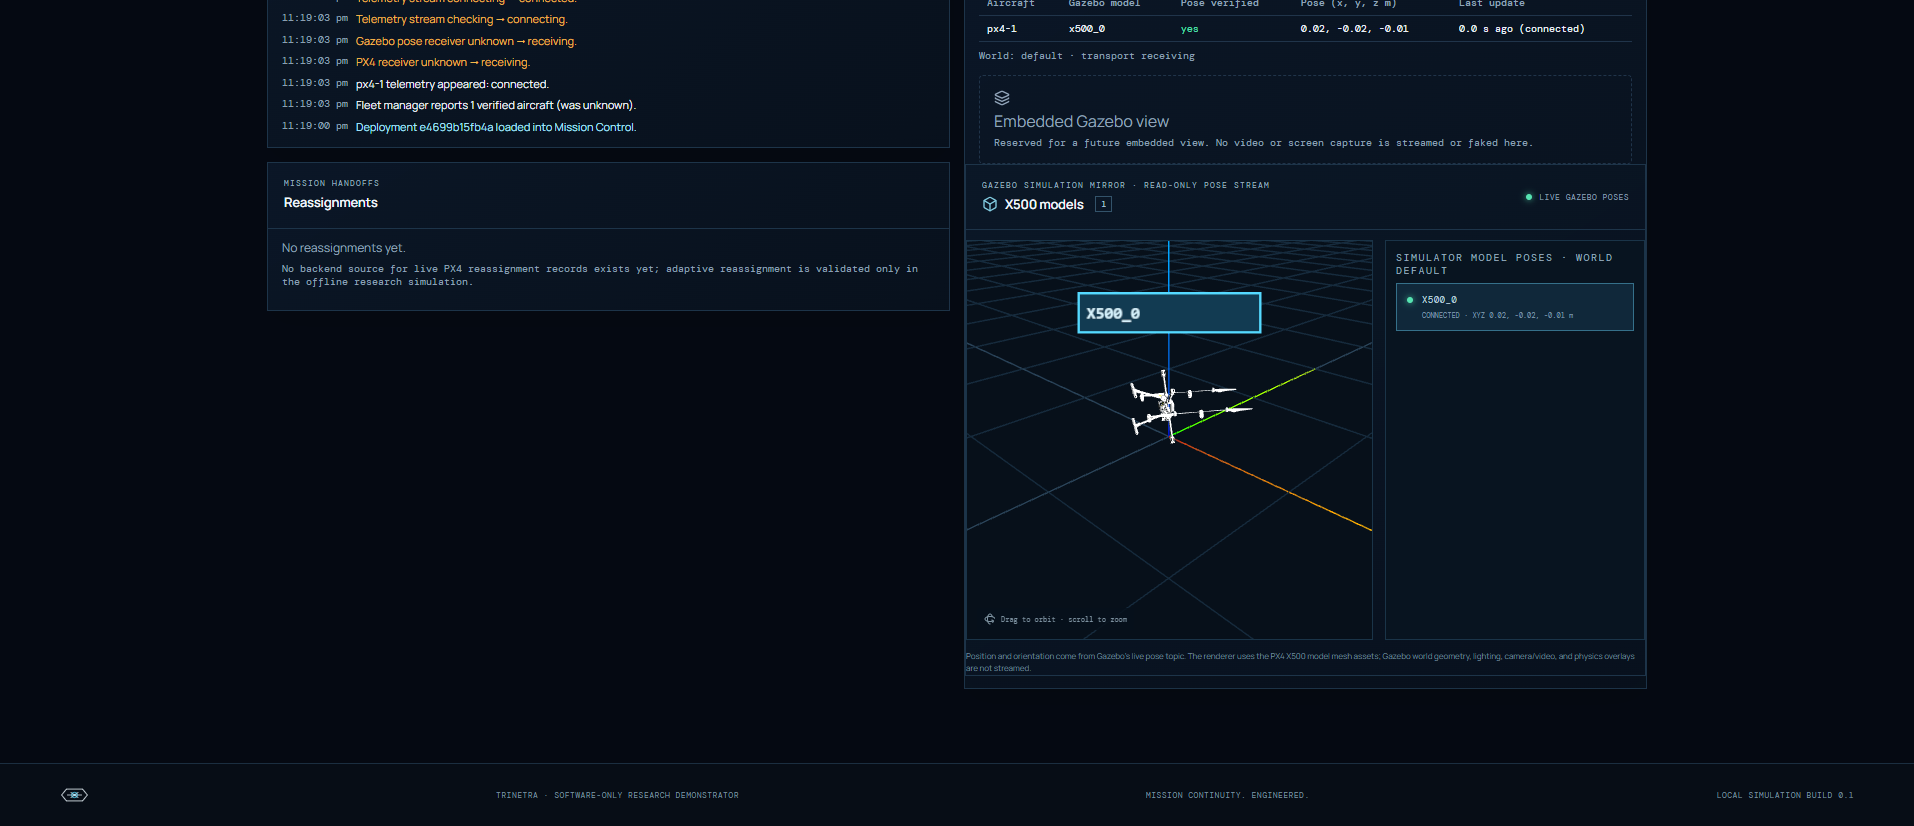 11:19:03 pm Telemetry stream checking → connecting.
11:19:03 pm Gazebo pose receiver unknown → receiving.
11:19:03 pm PX4 receiver unknown → receiving.
11:19:03 pm px4-1 telemetry appeared: connected.
11:19:03 pm Fleet manager reports 1 verified aircraft (was unknown).
11:19:00 pm Deployment e4699b15fb4a loaded into Mission Control.
MISSION HANDOFFS
Reassignments
No reassignments yet.
No backend source for live PX4 reassignment records exists yet; adaptive reassignment is validated only in
the offline research simulation.
Aircraft Gazebo model Pose verified Pose (x, y, z m) Last update
px4-1 x500_0 yes 0.02, -0.02, -0.01 0.0 s ago (connected)
World: default · transport receiving
Embedded Gazebo view
Reserved for a future embedded view. No video or screen capture is streamed or faked here.
GAZEBO SIMULATION MIRROR · READ-ONLY POSE STREAM
X500 models 1
LIVE GAZEBO POSES
X500_0
Drag to orbit · scroll to zoom
SIMULATOR MODEL POSES · WORLD
DEFAULT
X500_0
CONNECTED · XYZ 0.02, -0.02, -0.01 m
Position and orientation come from Gazebo's live pose topic. The renderer uses the PX4 X500 model mesh assets; Gazebo world geometry, lighting, camera/video, and physics overlays
are not streamed.
TRINETRA · SOFTWARE-ONLY RESEARCH DEMONSTRATOR
MISSION CONTINUITY. ENGINEERED.
LOCAL SIMULATION BUILD 0.1